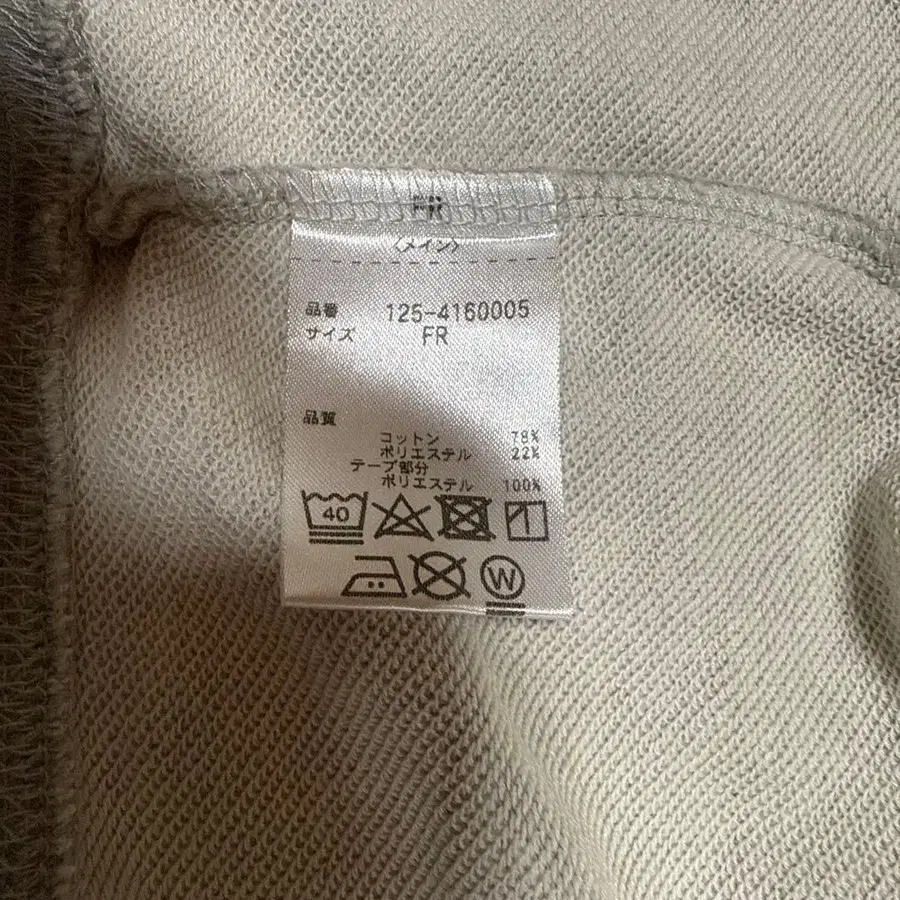 FR
〈メイン〉
品番 125-4160005
サイズ FR
品質
コットン 78%
ポリエステル 22%
テープ部分
ポリエステル 100%
40
W